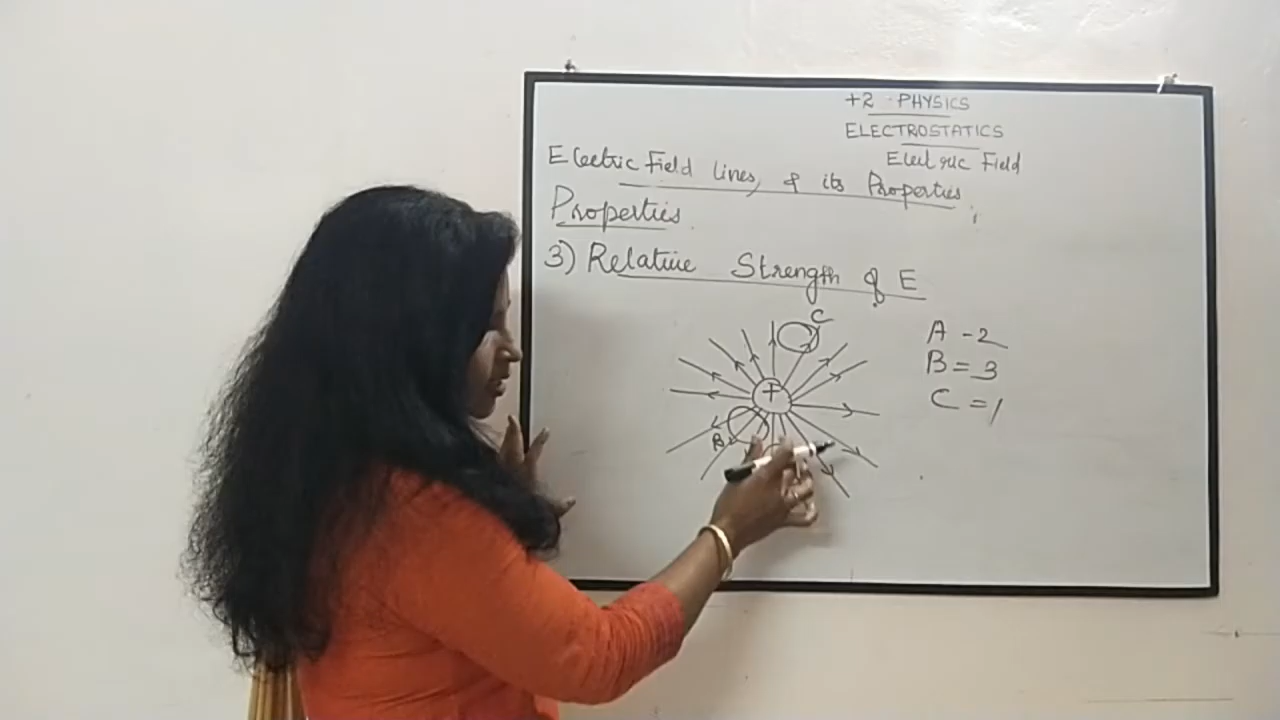 +2 - PHYSICS
ELECTROSTATICS
Electric Field
Electric Field Lines, & its Properties,
Properties.
3) Relative Strength of E
C
A - 2
B = 3
C = 1
+
B